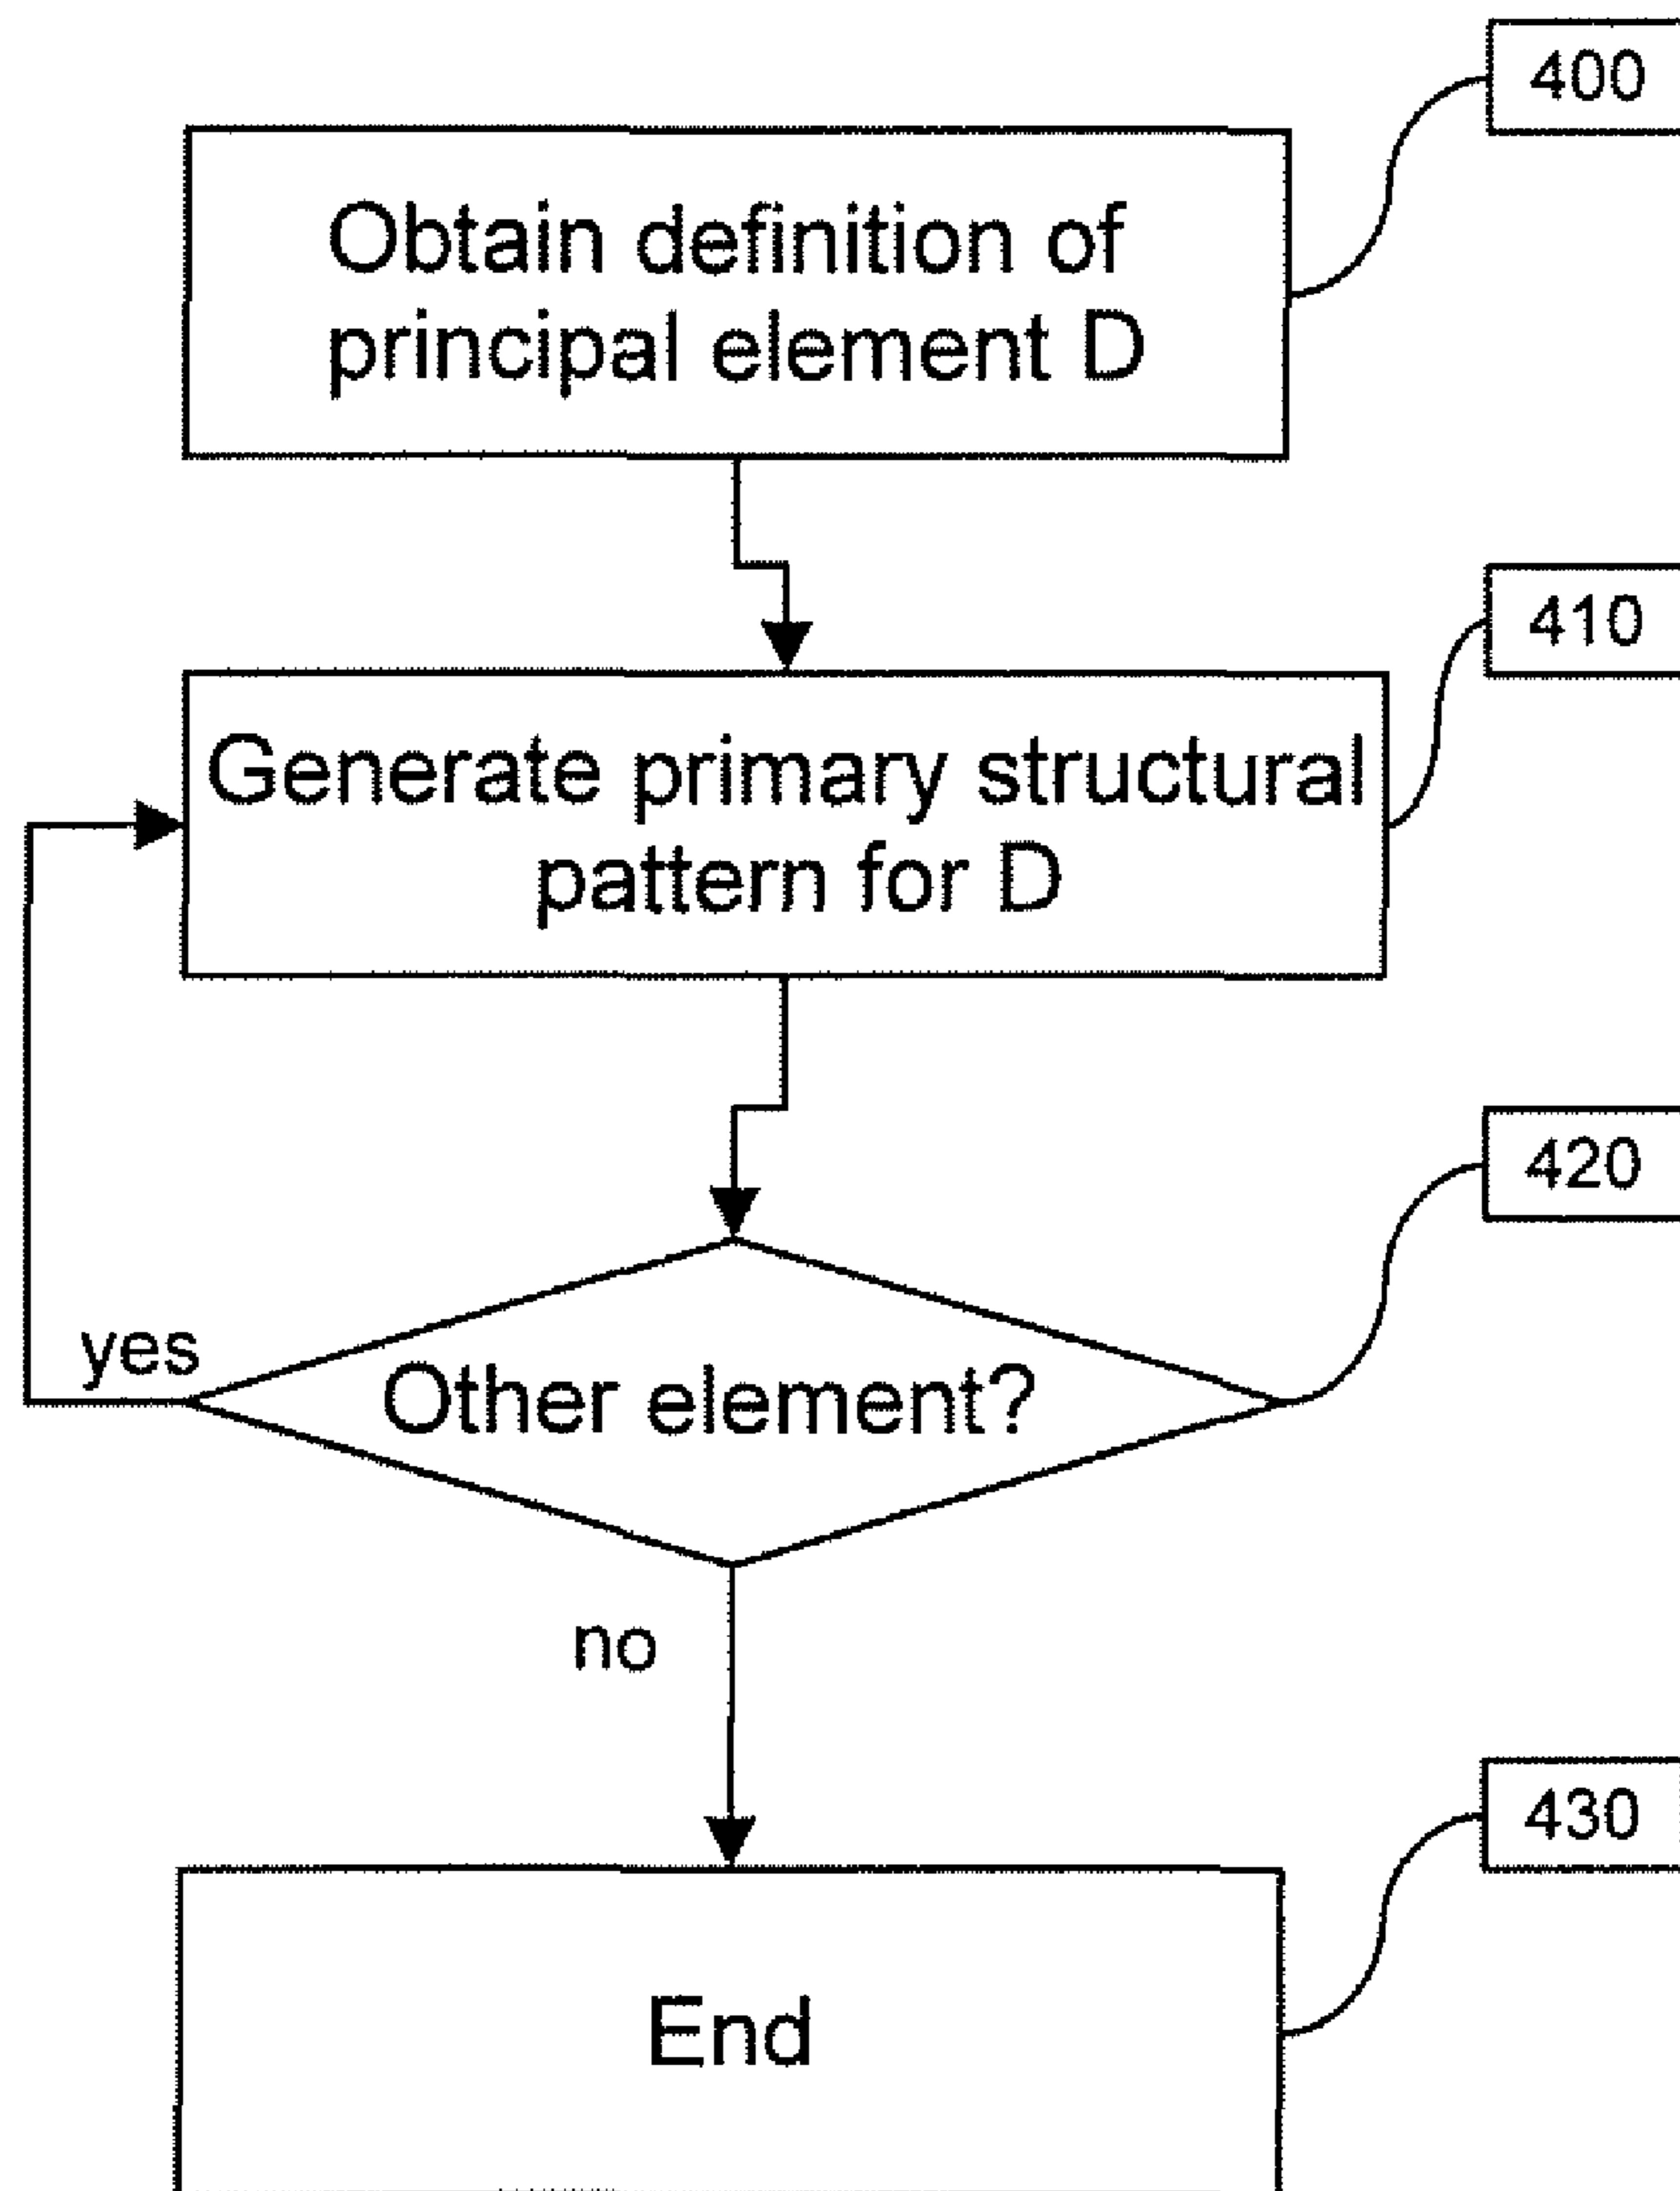 400
Obtain definition of
principal element D
410
Generate primary structural
pattern for D
420
yes
Other element?
no
430
End